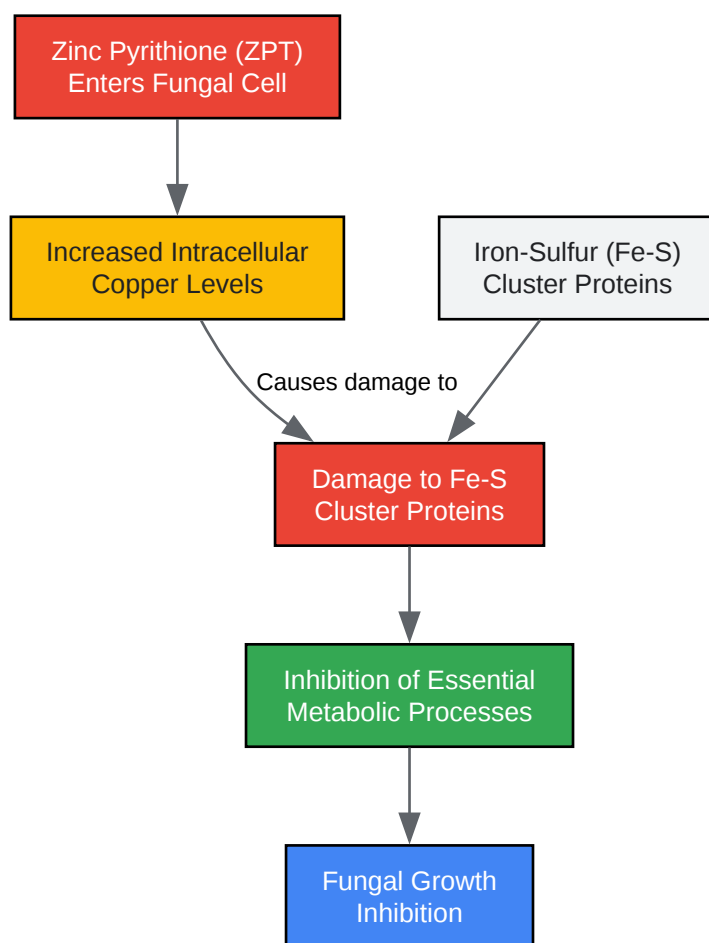 Zinc Pyrithione (ZPT)
Enters Fungal Cell
Increased Intracellular
Copper Levels
Iron-Sulfur (Fe-S)
Cluster Proteins
Causes damage to
Damage to Fe-S
Cluster Proteins
Inhibition of Essential
Metabolic Processes
Fungal Growth
Inhibition